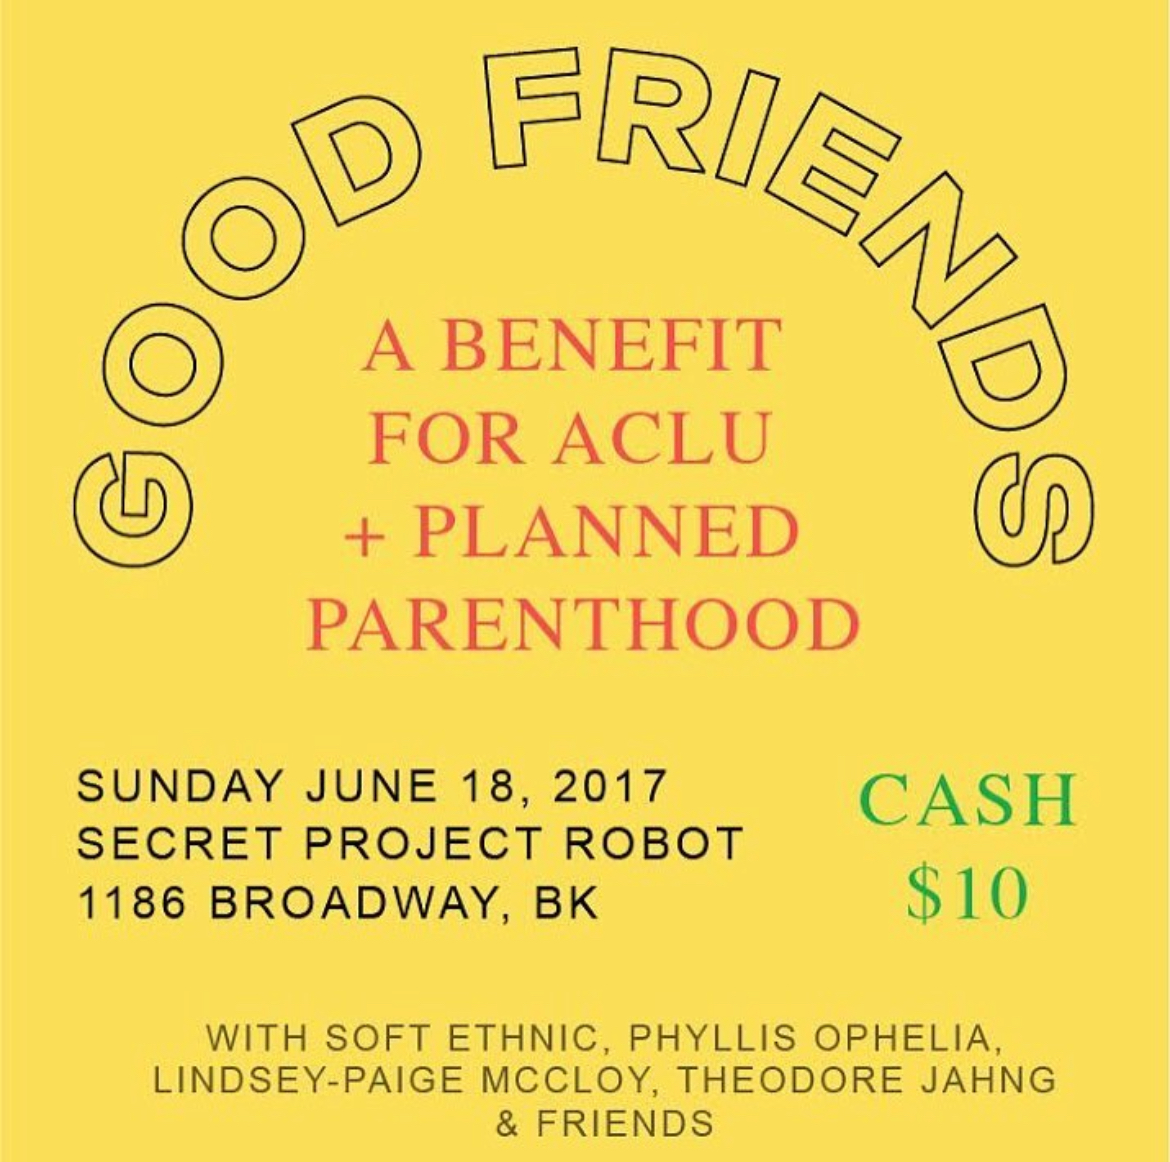 GOOD FRIENDS
A BENEFIT
FOR ACLU
+ PLANNED
PARENTHOOD
SUNDAY JUNE 18, 2017
SECRET PROJECT ROBOT
1186 BROADWAY, BK
CASH
$10
WITH SOFT ETHNIC, PHYLLIS OPHELIA,
LINDSEY-PAIGE MCCLOY, THEODORE JAHNG
& FRIENDS